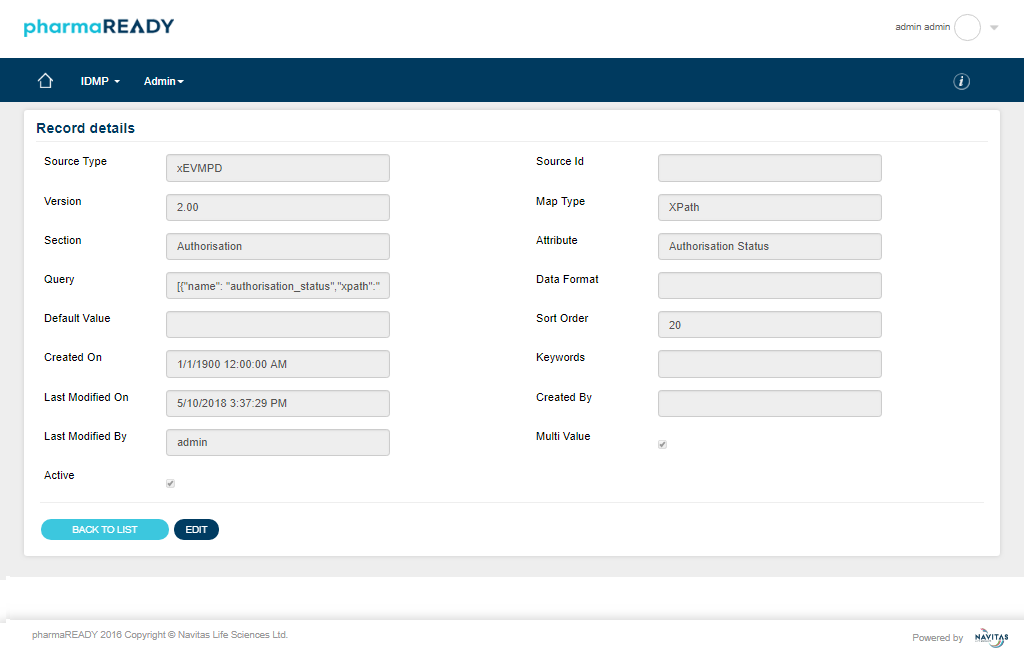 pharmaREADY
admin admin
IDMP
Admin
i
Record details
Source Type
xEVMPD
Source Id
Version
2.00
Map Type
XPath
Section
Authorisation
Attribute
Authorisation Status
Query
[{"name": "authorisation_status","xpath":"
Data Format
Default Value
Sort Order
20
Created On
1/1/1900 12:00:00 AM
Keywords
Last Modified On
5/10/2018 3:37:29 PM
Created By
Last Modified By
admin
Multi Value
Active
BACK TO LIST
EDIT
pharmaREADY 2016 Copyright © Navitas Life Sciences Ltd.
Powered by
NAVITAS